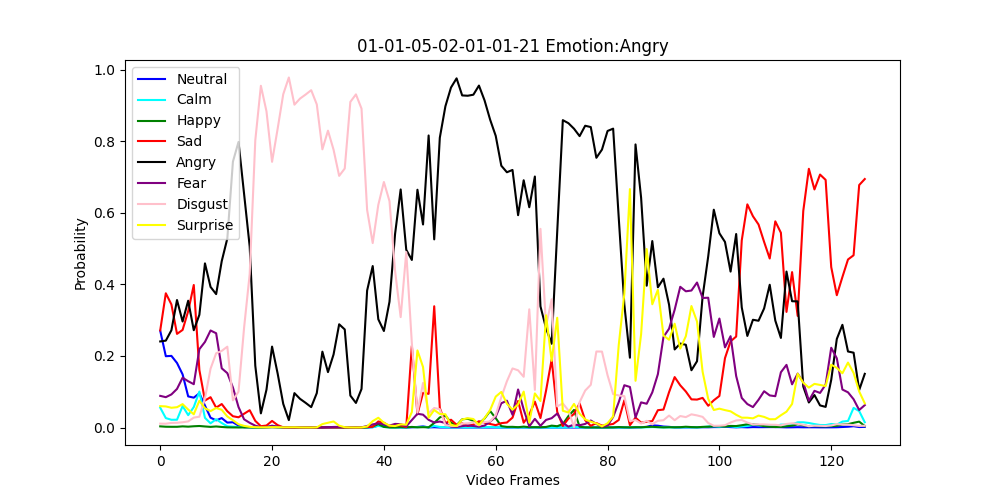 01-01-05-02-01-01-21 Emotion:Angry
1.0
0.8
0.6
0.4
0.2
0.0
Probability
Neutral
Calm
Happy
Sad
Angry
Fear
Disgust
Surprise
0 20 40 60 80 100 120
Video Frames